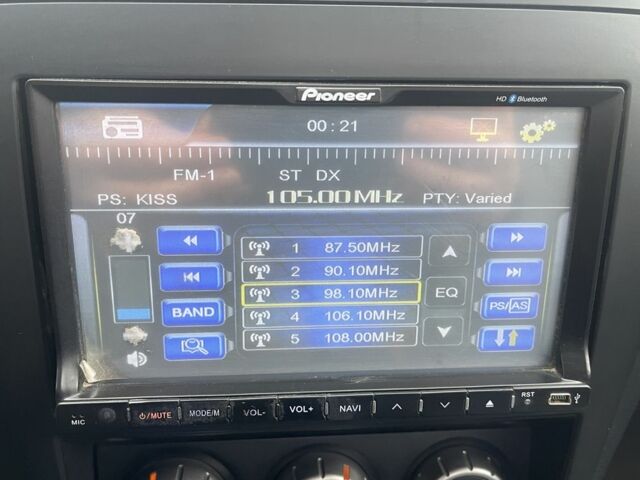 Pioneer
HD Bluetooth
00 : 21
FM-1 ST DX
PS: KISS 105.00MHz PTY: Varied
07
1 87.50MHz
2 90.10MHz
BAND 3 98.10MHz EQ PS/AS
4 106.10MHz
5 108.00MHz
MIC /MUTE MODE/M VOL- VOL+ NAVI RST